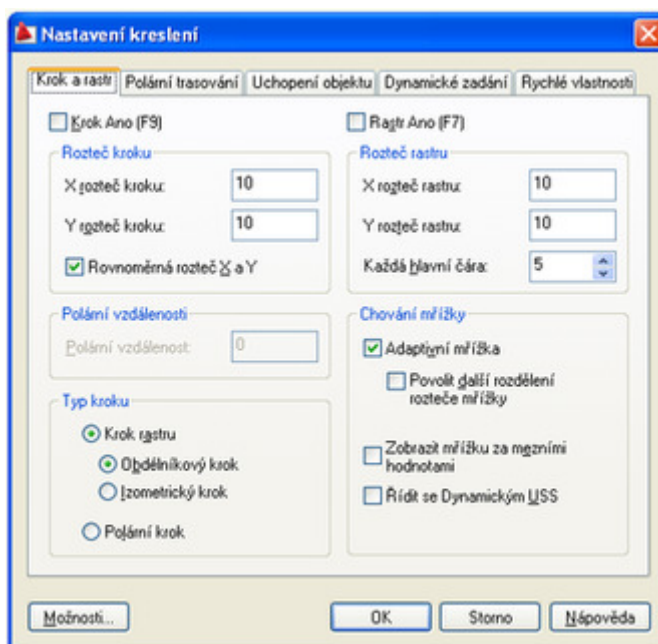 Nastavení kreslení
Krok a rastr Polární trasování Uchopení objektu Dynamické zadání Rychlé vlastnosti
Krok Ano (F9)
Rozteč kroku
X rozteč kroku: 10
Y rozteč kroku: 10
Rovnoměrná rozteč X a Y
Polární vzdálenosti
Polární vzdálenost: 0
Typ kroku
Krok rastru
Obdélníkový krok
Izometrický krok
Polární krok
Rastr Ano (F7)
Rozteč rastru
X rozteč rastru: 10
Y rozteč rastru: 10
Každá hlavní čára: 5
Chování mřížky
Adaptivní mřížka
Povolit další rozdělení
rozteče mřížky
Zobrazit mřížku za mezními
hodnotami
Řídit se Dynamickým USS
Možnosti... OK Storno Nápověda